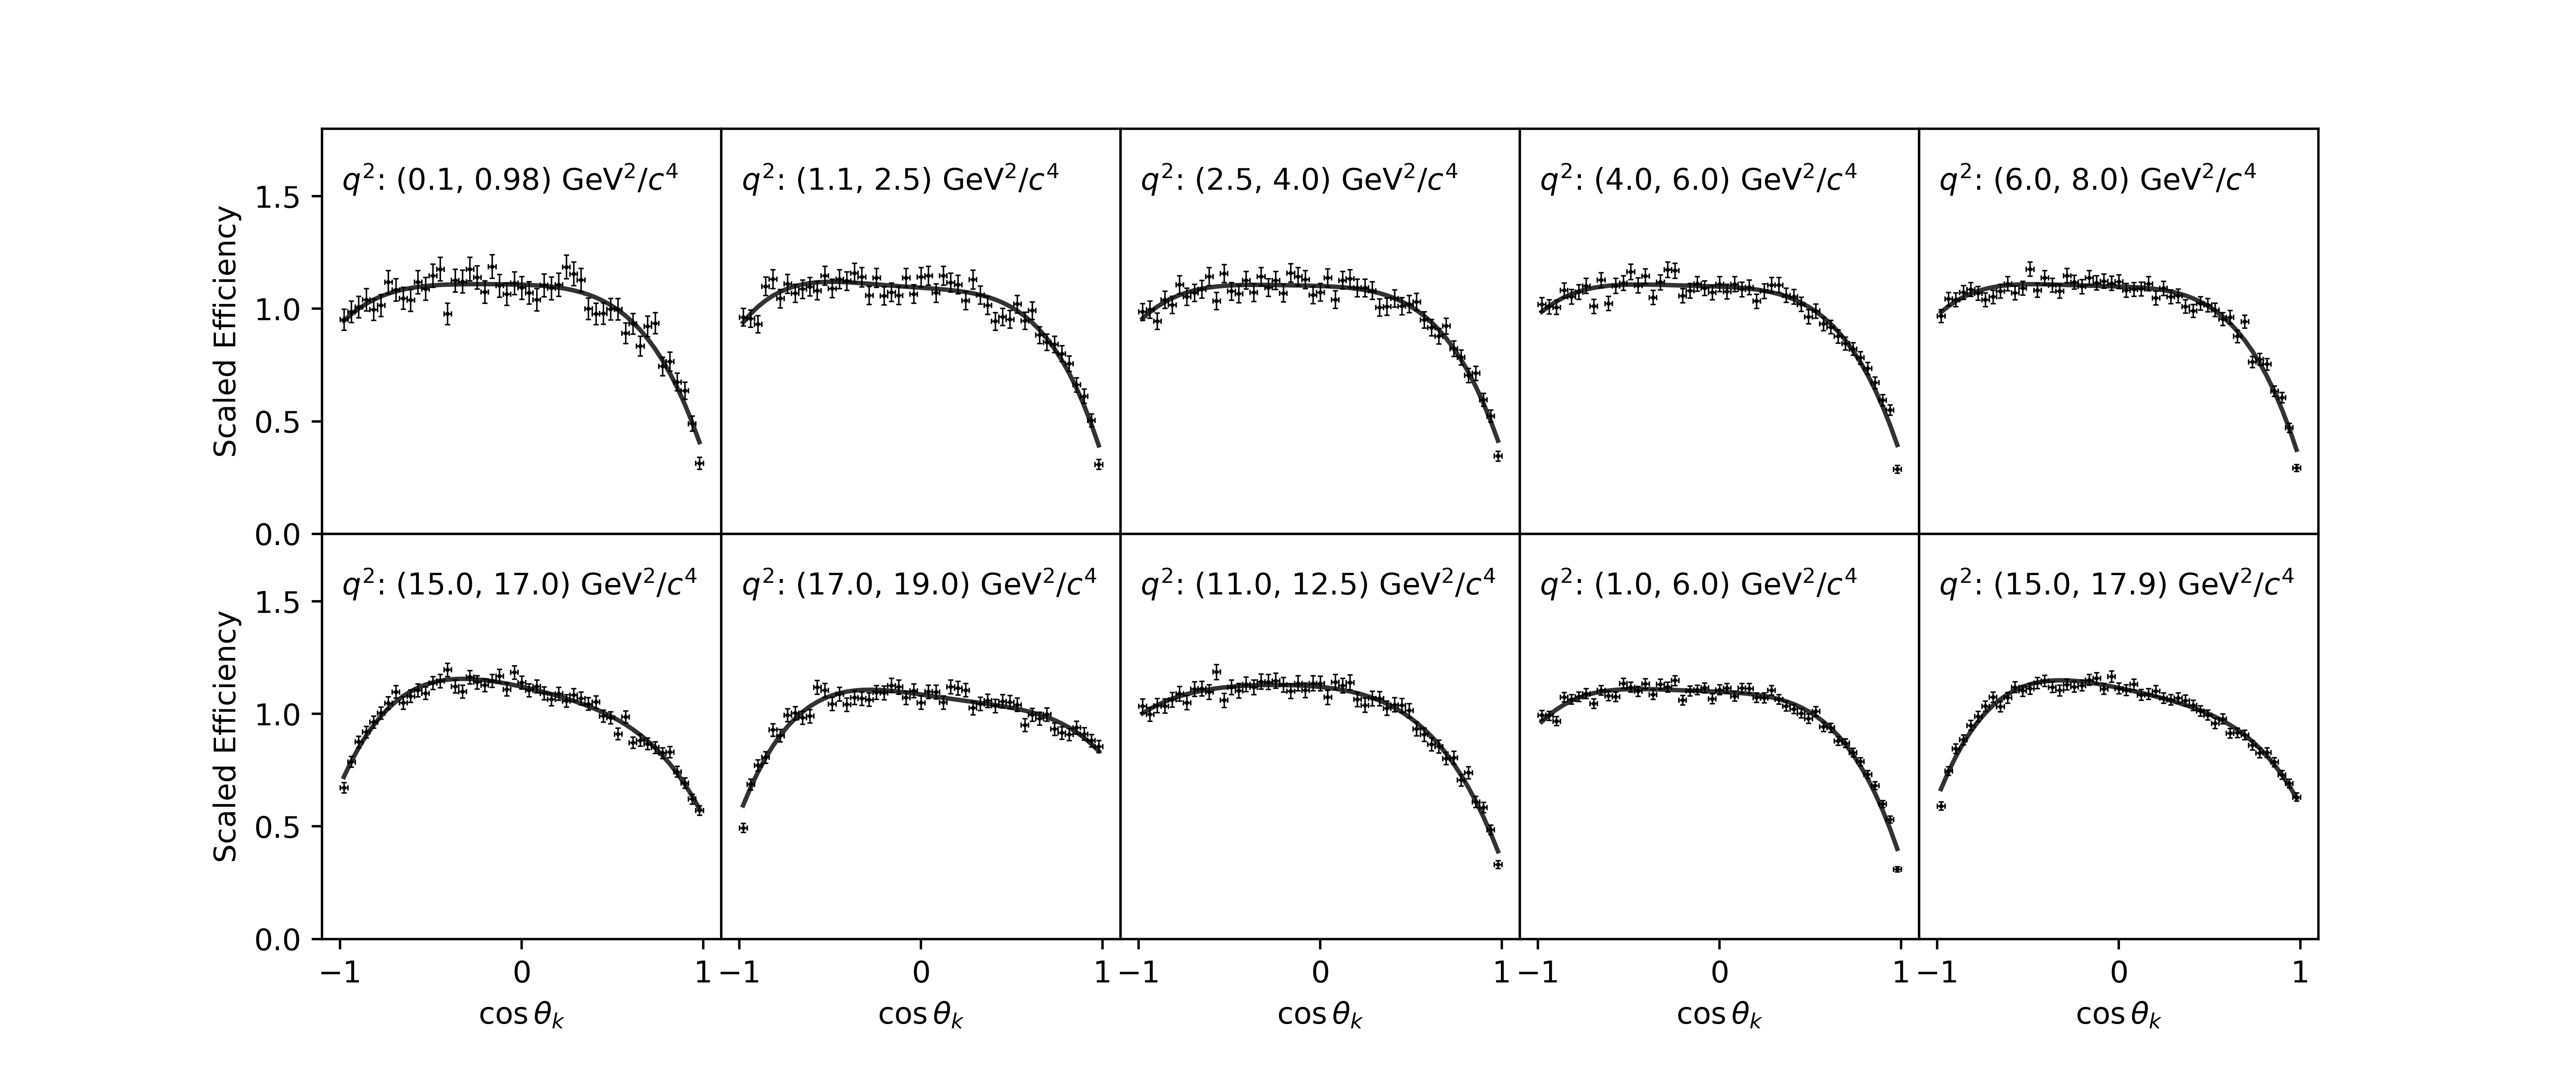 q²: (0.1, 0.98) GeV²/c⁴
q²: (1.1, 2.5) GeV²/c⁴
q²: (2.5, 4.0) GeV²/c⁴
q²: (4.0, 6.0) GeV²/c⁴
q²: (6.0, 8.0) GeV²/c⁴
Scaled Efficiency
1.5
1.0
0.5
0.0
q²: (15.0, 17.0) GeV²/c⁴
q²: (17.0, 19.0) GeV²/c⁴
q²: (11.0, 12.5) GeV²/c⁴
q²: (1.0, 6.0) GeV²/c⁴
q²: (15.0, 17.9) GeV²/c⁴
Scaled Efficiency
1.5
1.0
0.5
0.0
−1 0 1
−1 0 1
−1 0 1
−1 0 1
−1 0 1
cos θₖ
cos θₖ
cos θₖ
cos θₖ
cos θₖ